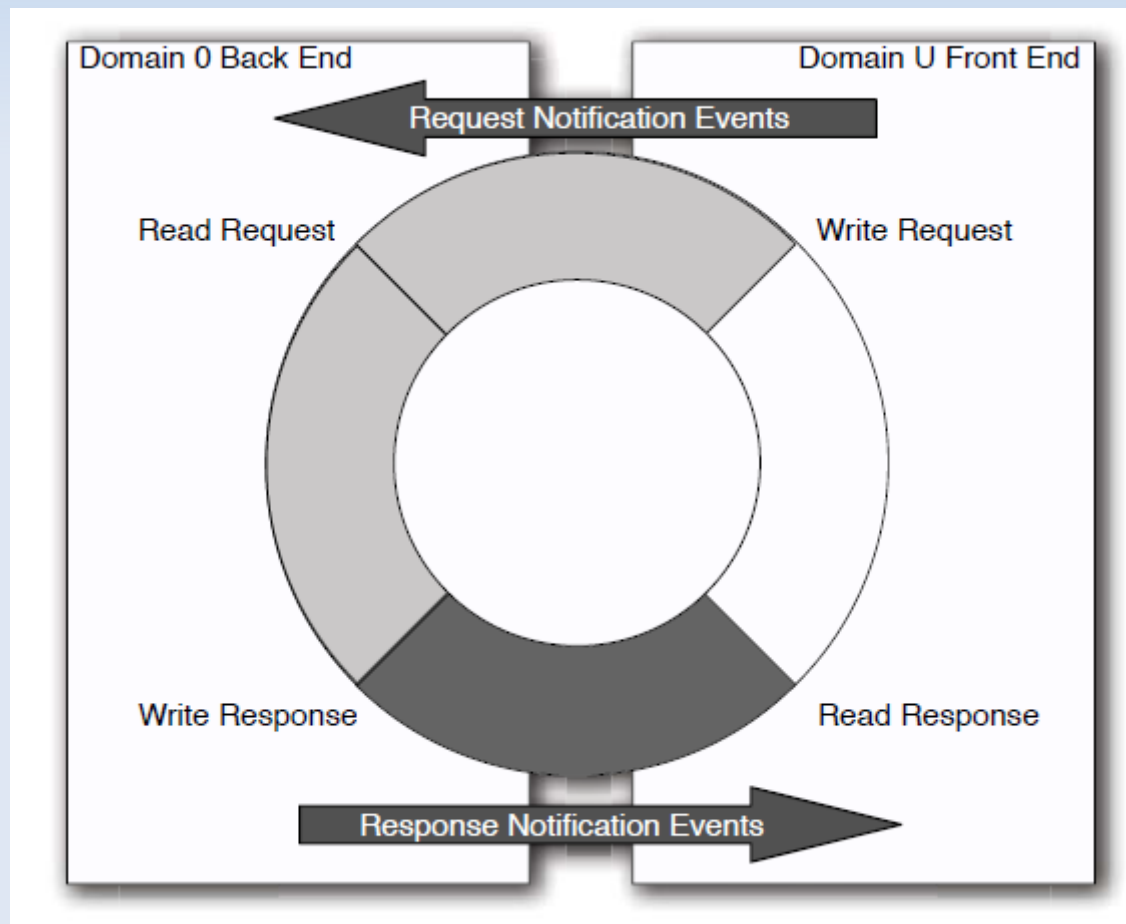 Domain 0 Back End
Domain U Front End
Request Notification Events
Read Request
Write Request
Write Response
Read Response
Response Notification Events